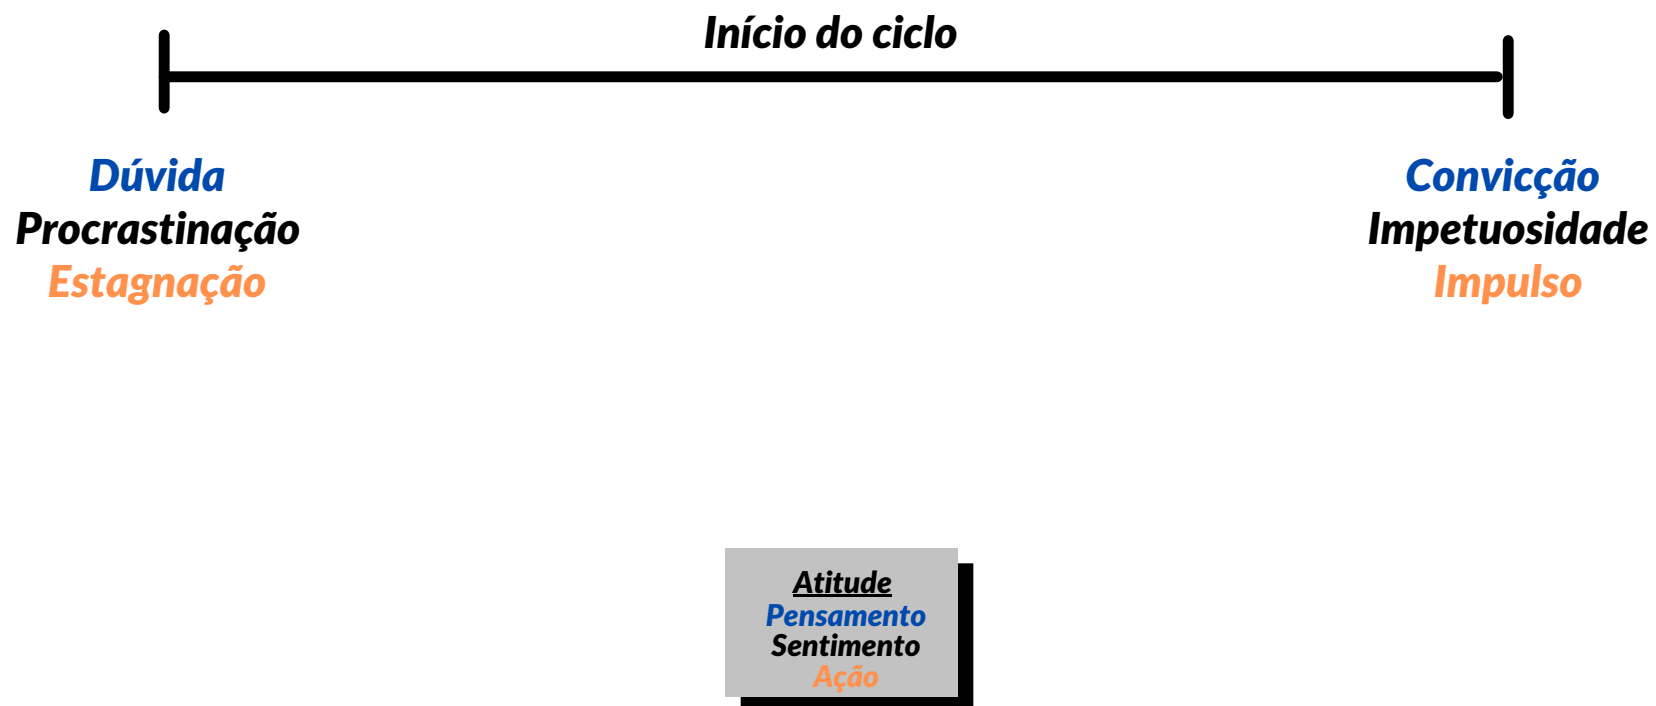 Início do ciclo
Dúvida
Procrastinação
Estagnação
Convicção
Impetuosidade
Impulso
Atitude
Pensamento
Sentimento
Ação